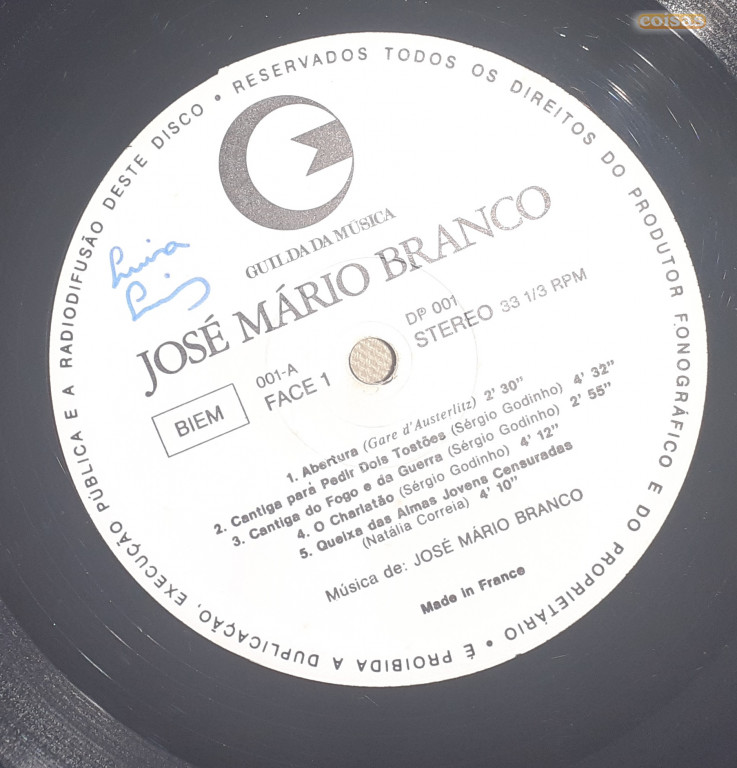 coisas
RESERVADOS TODOS OS DIREITOS DO PRODUTOR FONOGRÁFICO E DO PROPRIETÁRIO • É PROIBIDA A DUPLICAÇÃO, EXECUÇÃO PÚBLICA E A RADIODIFUSÃO DESTE DISCO •
GUILDA DA MÚSICA
Luisa
JOSÉ MÁRIO BRANCO
BIEM
001-A
FACE 1
DP 001
STEREO 33 1/3 RPM
1. Abertura (Gare d'Austerlitz) 2' 30"
2. Cantiga para Pedir Dois Tostões (Sérgio Godinho) 4' 32"
3. Cantiga do Fogo e da Guerra (Sérgio Godinho) 2' 55"
4. O Charlatão (Sérgio Godinho) 4' 12"
5. Queixa das Almas Jovens Censuradas
(Natália Correia) 4' 10"
Música de: JOSÉ MÁRIO BRANCO
Made in France